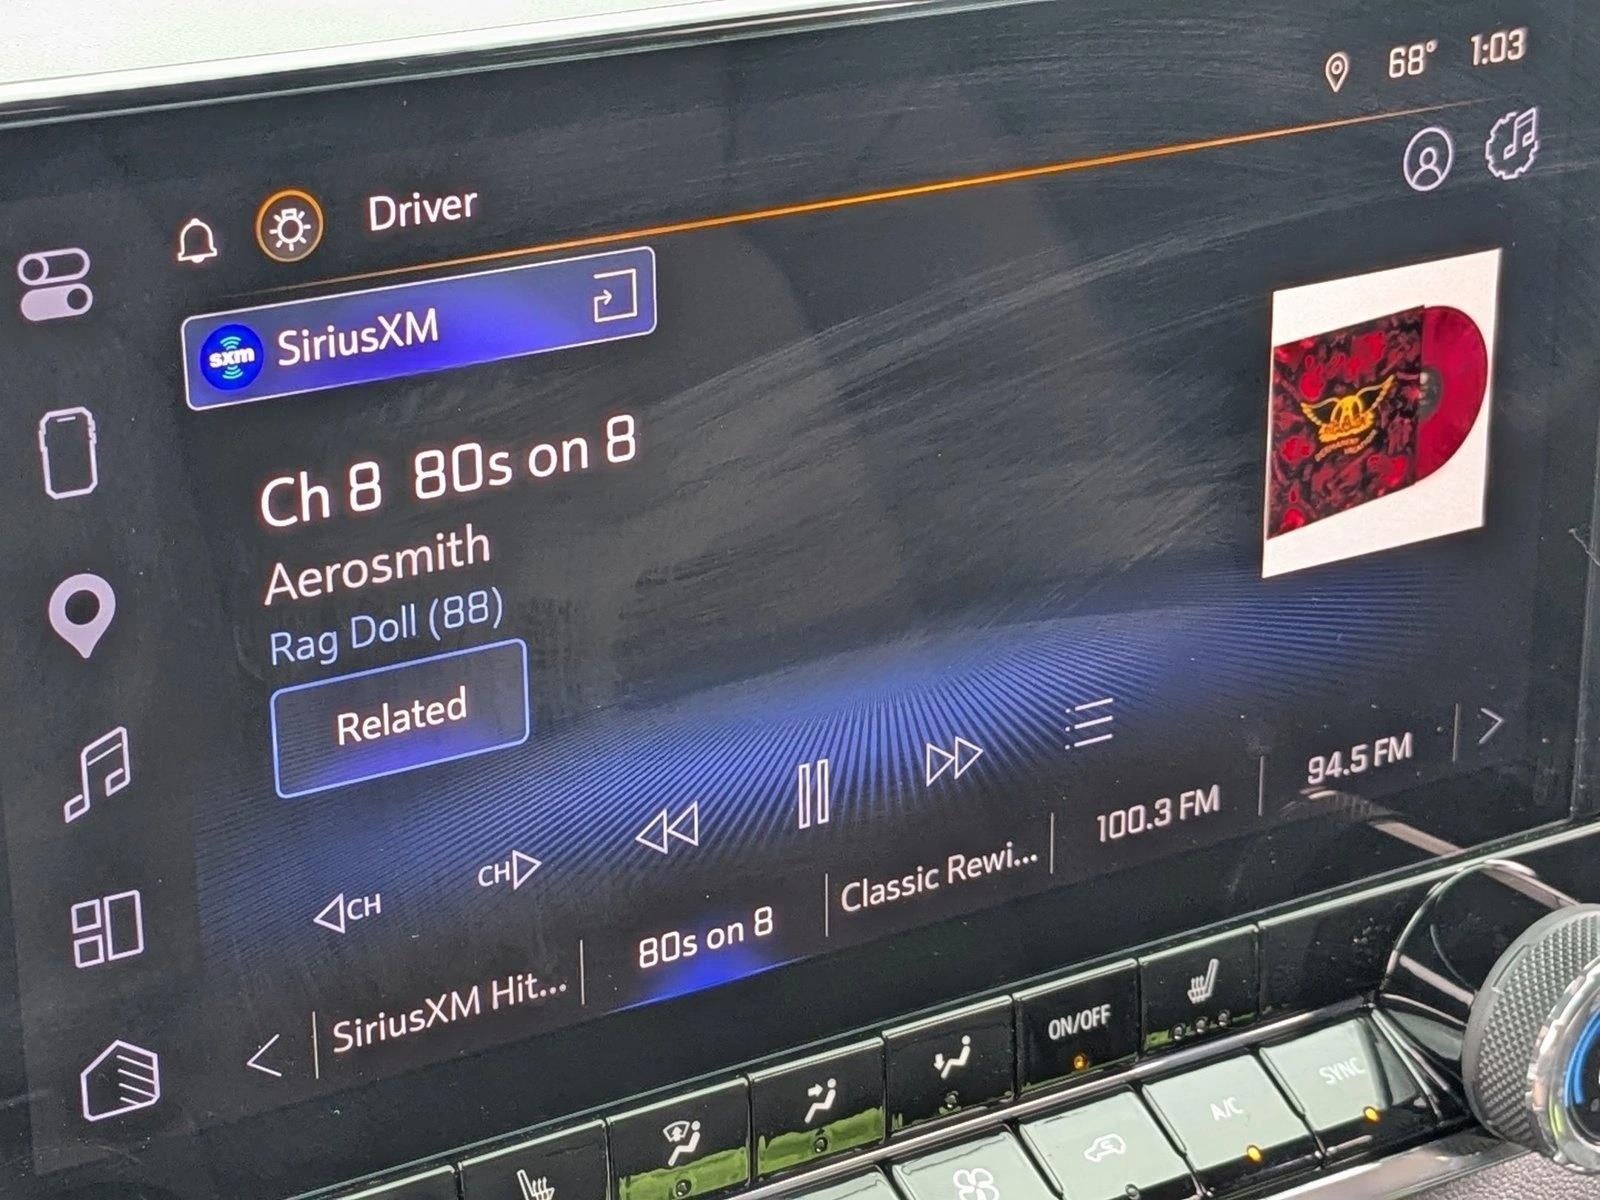 68° 1:03
Driver
sxm SiriusXM
Ch 8 80s on 8
Aerosmith
Rag Doll (88)
Related
CH CH
SiriusXM Hit... 80s on 8 Classic Rewi... 100.3 FM 94.5 FM
ON/OFF
A/C SYNC